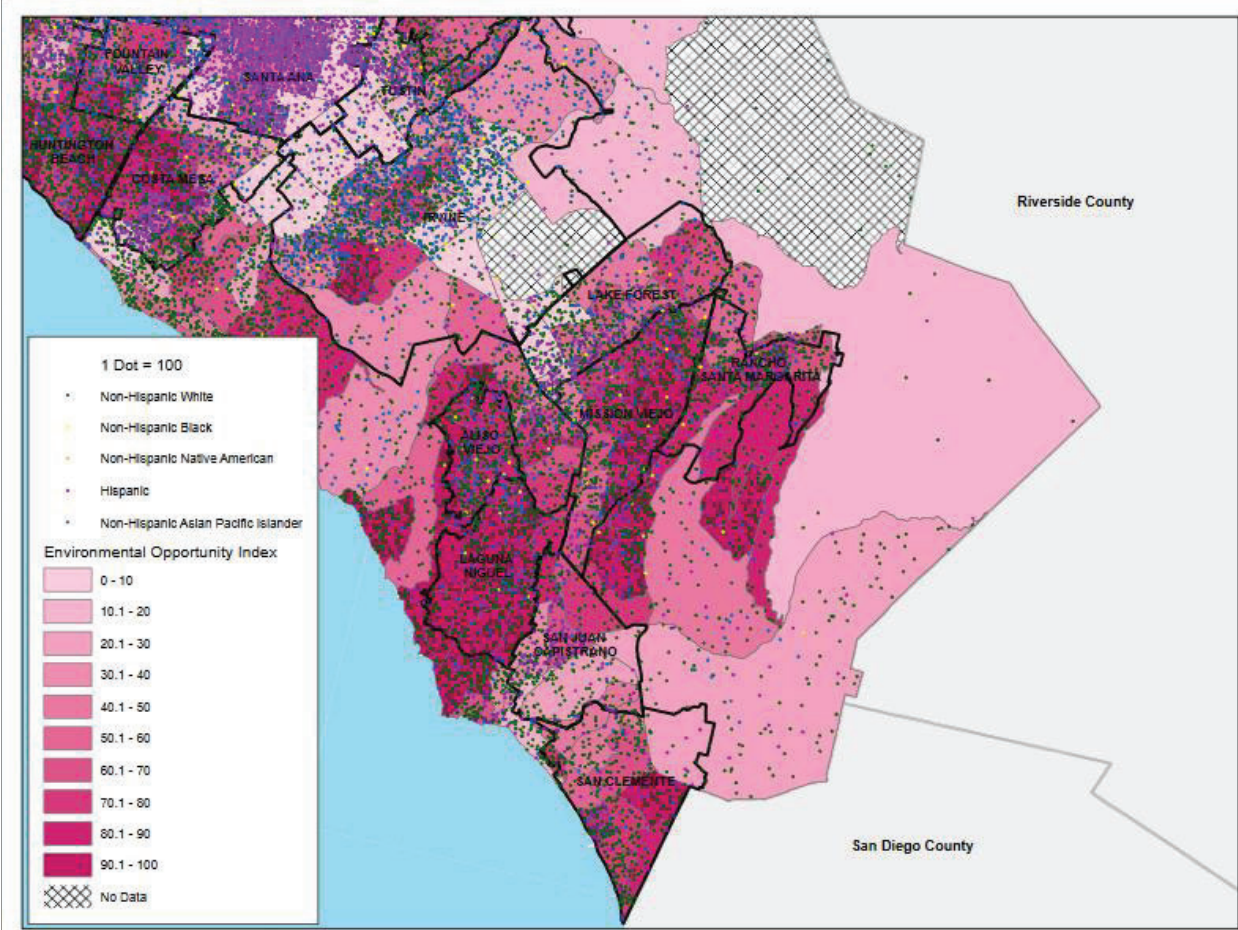 FOUNTAIN
VALLEY
SANTA ANA
TUSTIN
HUNTINGTON
BEACH
COSTA MESA
IRVINE
Riverside County
LAKE FOREST
RANCHO
SANTA MARGARITA
MISSION VIEJO
ALISO
VIEJO
LAGUNA
NIGUEL
SAN JUAN
CAPISTRANO
SAN CLEMENTE
San Diego County
1 Dot = 100
Non-Hispanic White
Non-Hispanic Black
Non-Hispanic Native American
Hispanic
Non-Hispanic Asian Pacific Islander
Environmental Opportunity Index
0 - 10
10.1 - 20
20.1 - 30
30.1 - 40
40.1 - 50
50.1 - 60
60.1 - 70
70.1 - 80
80.1 - 90
90.1 - 100
No Data